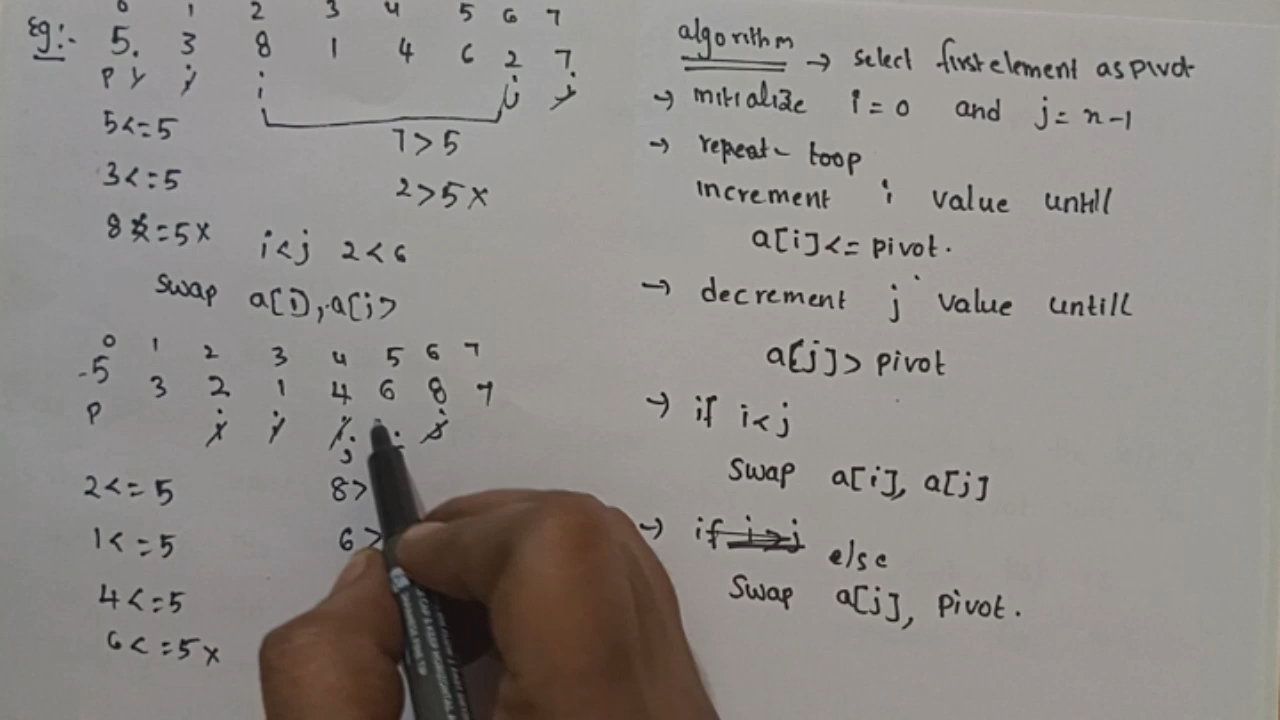 0 1 2 3 4 5 6 7
Eg:- 5. 3 8 1 4 6 2 7
P i i i j j
5<=5
7>5
3<=5
2>5x
8<=5x
i<j 2<6
Swap a[i], a[j]
0 1 2 3 4 5 6 7
5 3 2 1 4 6 8 7
P i i i j
2<=5
8>
1<=5
6>
4<=5
6<=5x
algorithm → select first element as pivot
→ initialize i=0 and j=n-1
→ repeat- loop
increment i value untill
a[i]<= pivot.
→ decrement j value untill
a[j]> pivot
→ if i<j
Swap a[i], a[j]
→ if i>j else
Swap a[j], Pivot.